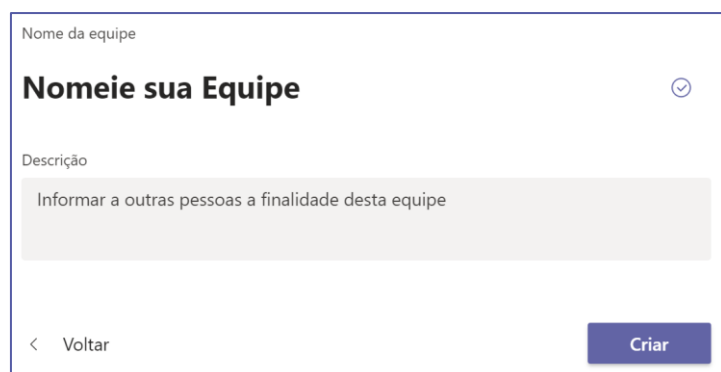 Nome da equipe
Nomeie sua Equipe
Descrição
Informar a outras pessoas a finalidade desta equipe
Voltar
Criar